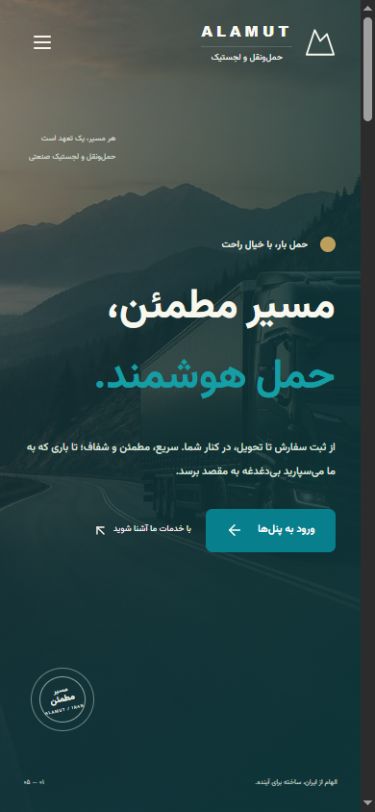 ALAMUT
حمل‌ونقل و لجستیک
هر مسیر، یک تعهد است
حمل‌ونقل و لجستیک صنعتی
حمل بار، با خیال راحت
مسیر مطمئن،
حمل هوشمند.
از ثبت سفارش تا تحویل، در کنار شما. سریع، مطمئن و شفاف؛ تا باری که به
ما می‌سپارید بی‌دغدغه به مقصد برسد.
ورود به پنل‌ها
با خدمات ما آشنا شوید
مسیر
مطمئن
ALAMUT / IRAN
الهام از ایران، ساخته برای آینده.
۰۱ — ۰۵